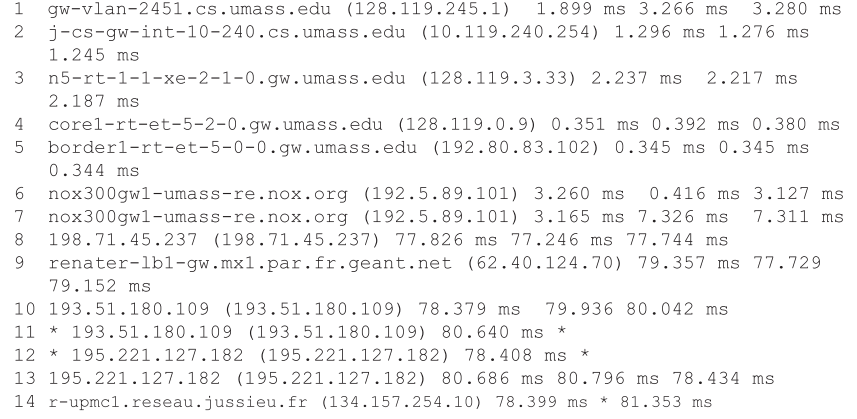 1 gw-vlan-2451.cs.umass.edu (128.119.245.1) 1.899 ms 3.266 ms 3.280 ms
2 j-cs-gw-int-10-240.cs.umass.edu (10.119.240.254) 1.296 ms 1.276 ms
1.245 ms
3 n5-rt-1-1-xe-2-1-0.gw.umass.edu (128.119.3.33) 2.237 ms 2.217 ms
2.187 ms
4 core1-rt-et-5-2-0.gw.umass.edu (128.119.0.9) 0.351 ms 0.392 ms 0.380 ms
5 border1-rt-et-5-0-0.gw.umass.edu (192.80.83.102) 0.345 ms 0.345 ms
0.344 ms
6 nox300gw1-umass-re.nox.org (192.5.89.101) 3.260 ms 0.416 ms 3.127 ms
7 nox300gw1-umass-re.nox.org (192.5.89.101) 3.165 ms 7.326 ms 7.311 ms
8 198.71.45.237 (198.71.45.237) 77.826 ms 77.246 ms 77.744 ms
9 renater-lb1-gw.mx1.par.fr.geant.net (62.40.124.70) 79.357 ms 77.729
79.152 ms
10 193.51.180.109 (193.51.180.109) 78.379 ms 79.936 80.042 ms
11 * 193.51.180.109 (193.51.180.109) 80.640 ms *
12 * 195.221.127.182 (195.221.127.182) 78.408 ms *
13 195.221.127.182 (195.221.127.182) 80.686 ms 80.796 ms 78.434 ms
14 r-upmc1.reseau.jussieu.fr (134.157.254.10) 78.399 ms * 81.353 ms